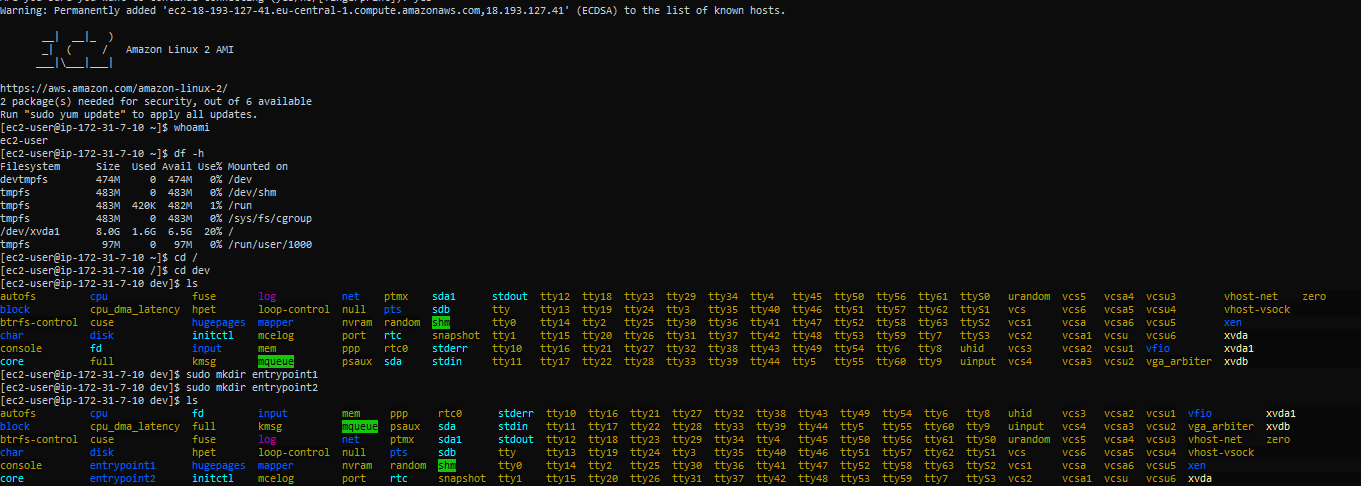 Warning: Permanently added 'ec2-18-193-127-41.eu-central-1.compute.amazonaws.com,18.193.127.41' (ECDSA) to the list of known hosts.
__|  __|_  )
_|  (     /   Amazon Linux 2 AMI
___|\___|___|
https://aws.amazon.com/amazon-linux-2/
2 package(s) needed for security, out of 6 available
Run "sudo yum update" to apply all updates.
[ec2-user@ip-172-31-7-10 ~]$ whoami
ec2-user
[ec2-user@ip-172-31-7-10 ~]$ df -h
Filesystem      Size  Used Avail Use% Mounted on
devtmpfs        474M     0  474M   0% /dev
tmpfs           483M     0  483M   0% /dev/shm
tmpfs           483M  420K  482M   1% /run
tmpfs           483M     0  483M   0% /sys/fs/cgroup
/dev/xvda1      8.0G  1.6G  6.5G  20% /
tmpfs            97M     0   97M   0% /run/user/1000
[ec2-user@ip-172-31-7-10 ~]$ cd /
[ec2-user@ip-172-31-7-10 /]$ cd dev
[ec2-user@ip-172-31-7-10 dev]$ ls
autofs cpu fuse log net ptmx sda1 stdout tty12 tty18 tty23 tty29 tty34 tty4 tty45 tty50 tty56 tty61 ttyS0 urandom vcs5 vcsa4 vcsu3 vhost-net zero
block cpu_dma_latency hpet loop-control null pts sdb tty tty13 tty19 tty24 tty3 tty35 tty40 tty46 tty51 tty57 tty62 ttyS1 vcs vcs6 vcsa5 vcsu4 vhost-vsock
btrfs-control cuse hugepages mapper nvram random shm tty0 tty14 tty2 tty25 tty30 tty36 tty41 tty47 tty52 tty58 tty63 ttyS2 vcs1 vcsa vcsa6 vcsu5 xen
char disk initctl mcelog port rtc snapshot tty1 tty15 tty20 tty26 tty31 tty37 tty42 tty48 tty53 tty59 tty7 ttyS3 vcs2 vcsa1 vcsu vcsu6 xvda
console fd input mem ppp rtc0 stderr tty10 tty16 tty21 tty27 tty32 tty38 tty43 tty49 tty54 tty6 tty8 uhid vcs3 vcsa2 vcsu1 vfio xvda1
core full kmsg mqueue psaux sda stdin tty11 tty17 tty22 tty28 tty33 tty39 tty44 tty5 tty55 tty60 tty9 uinput vcs4 vcsa3 vcsu2 vga_arbiter xvdb
[ec2-user@ip-172-31-7-10 dev]$ sudo mkdir entrypoint1
[ec2-user@ip-172-31-7-10 dev]$ sudo mkdir entrypoint2
[ec2-user@ip-172-31-7-10 dev]$ ls
autofs cpu fd input mem ppp rtc0 stderr tty10 tty16 tty21 tty27 tty32 tty38 tty43 tty49 tty54 tty6 tty8 uhid vcs3 vcsa2 vcsu1 vfio xvda1
block cpu_dma_latency full kmsg mqueue psaux sda stdin tty11 tty17 tty22 tty28 tty33 tty39 tty44 tty5 tty55 tty60 tty9 uinput vcs4 vcsa3 vcsu2 vga_arbiter xvdb
btrfs-control cuse fuse log net ptmx sda1 stdout tty12 tty18 tty23 tty29 tty34 tty4 tty45 tty50 tty56 tty61 ttyS0 urandom vcs5 vcsa4 vcsu3 vhost-net zero
char disk hpet loop-control null pts sdb tty tty13 tty19 tty24 tty3 tty35 tty40 tty46 tty51 tty57 tty62 ttyS1 vcs vcs6 vcsa5 vcsu4 vhost-vsock
console entrypoint1 hugepages mapper nvram random shm tty0 tty14 tty2 tty25 tty30 tty36 tty41 tty47 tty52 tty58 tty63 ttyS2 vcs1 vcsa vcsa6 vcsu5 xen
core entrypoint2 initctl mcelog port rtc snapshot tty1 tty15 tty20 tty26 tty31 tty37 tty42 tty48 tty53 tty59 tty7 ttyS3 vcs2 vcsa1 vcsu vcsu6 xvda